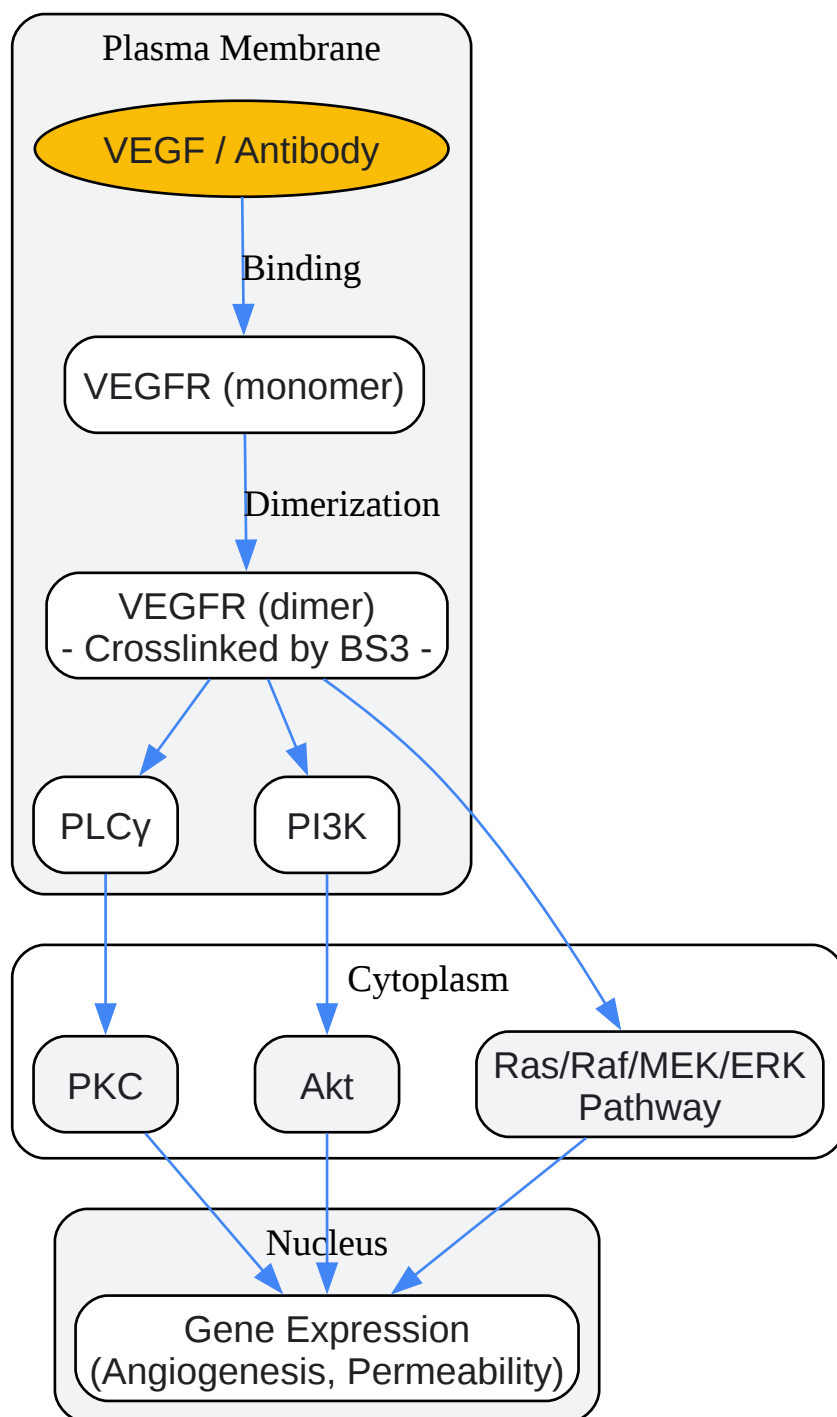 Plasma Membrane
VEGF / Antibody
Binding
VEGFR (monomer)
Dimerization
VEGFR (dimer)
- Crosslinked by BS3 -
PLCγ
PI3K
Cytoplasm
PKC
Akt
Ras/Raf/MEK/ERK
Pathway
Nucleus
Gene Expression
(Angiogenesis, Permeability)